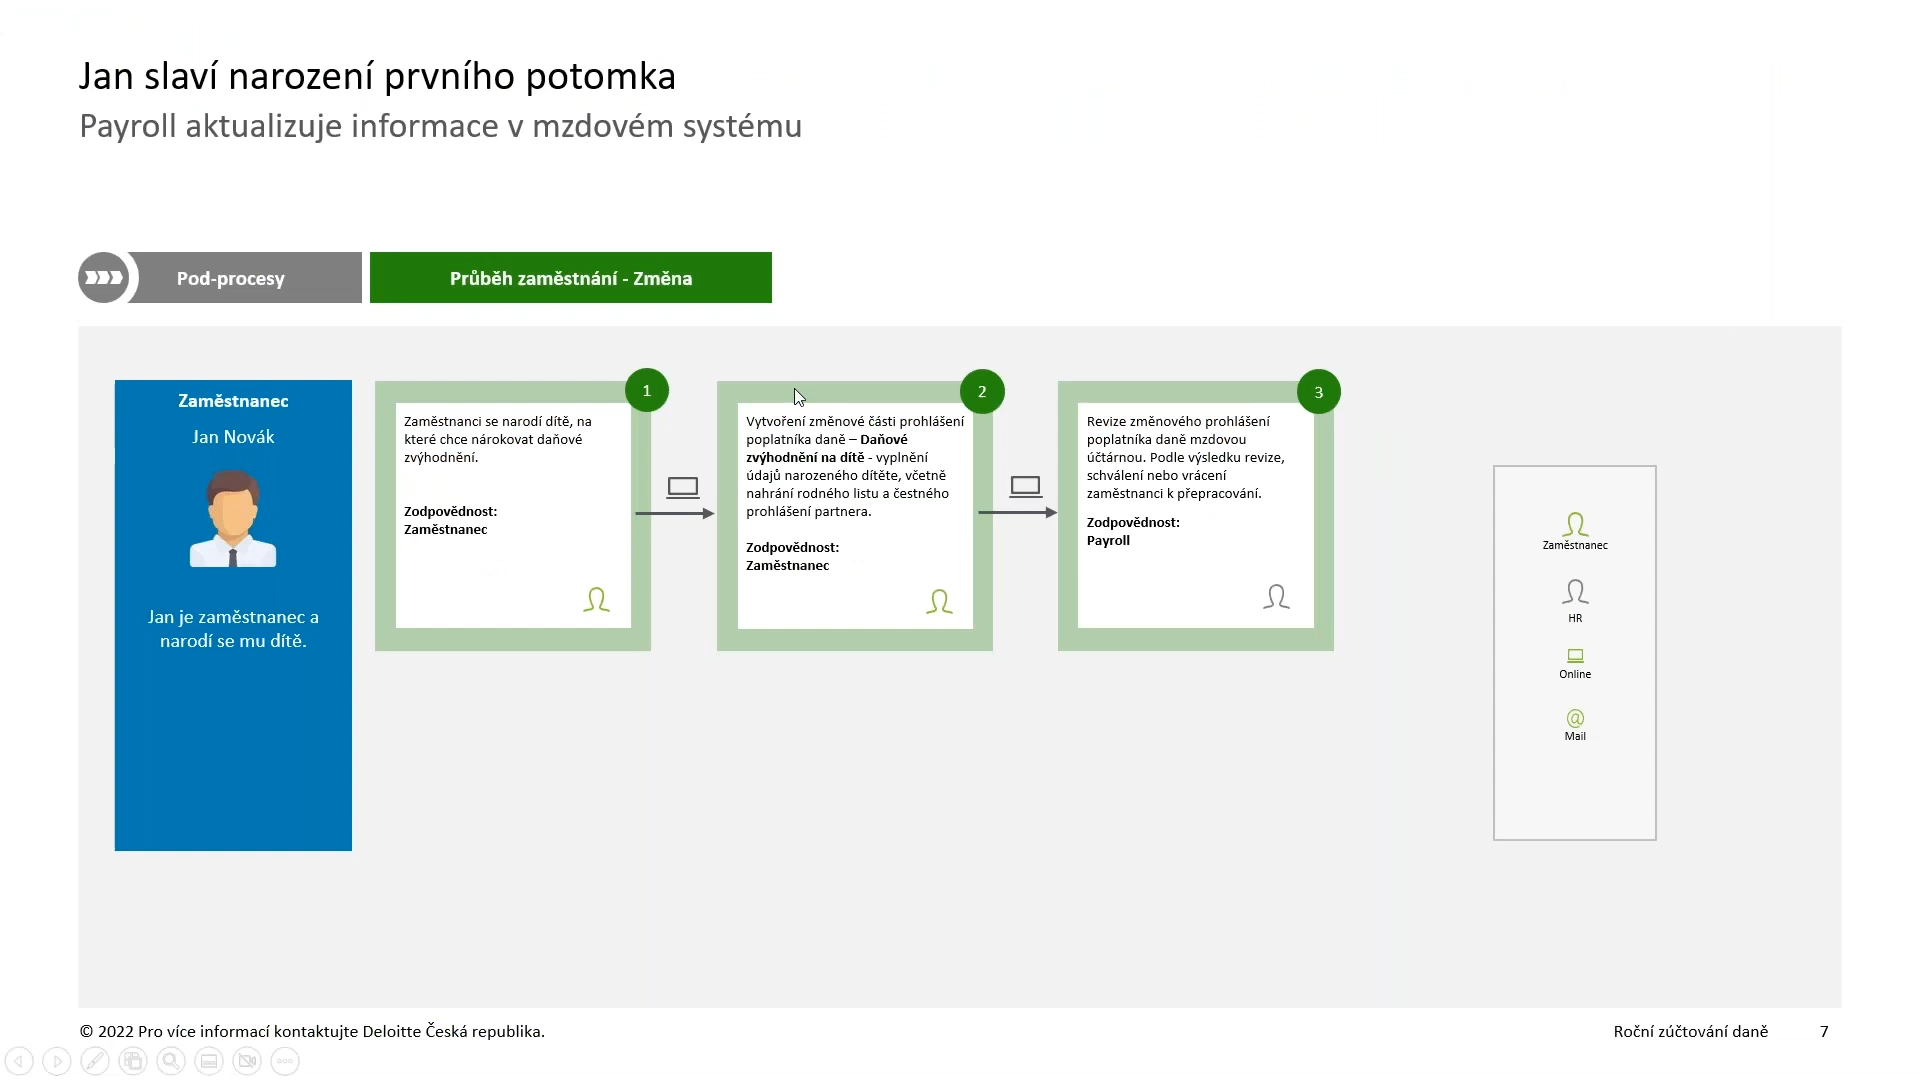 Jan slaví narození prvního potomka
Payroll aktualizuje informace v mzdovém systému
Pod-procesy
Průběh zaměstnání - Změna
Zaměstnanec
Jan Novák
Jan je zaměstnanec a
narodí se mu dítě.
1
Zaměstnanci se narodí dítě, na
které chce nárokovat daňové
zvýhodnění.
Zodpovědnost:
Zaměstnanec
2
Vytvoření změnové části prohlášení
poplatníka daně – Daňové
zvýhodnění na dítě - vyplnění
údajů narozeného dítěte, včetně
nahrání rodného listu a čestného
prohlášení partnera.
Zodpovědnost:
Zaměstnanec
3
Revize změnového prohlášení
poplatníka daně mzdovou
účtárnou. Podle výsledku revize,
schválení nebo vrácení
zaměstnanci k přepracování.
Zodpovědnost:
Payroll
Zaměstnanec
HR
Online
@
Mail
© 2022 Pro více informací kontaktujte Deloitte Česká republika.
Roční zúčtování daně
7